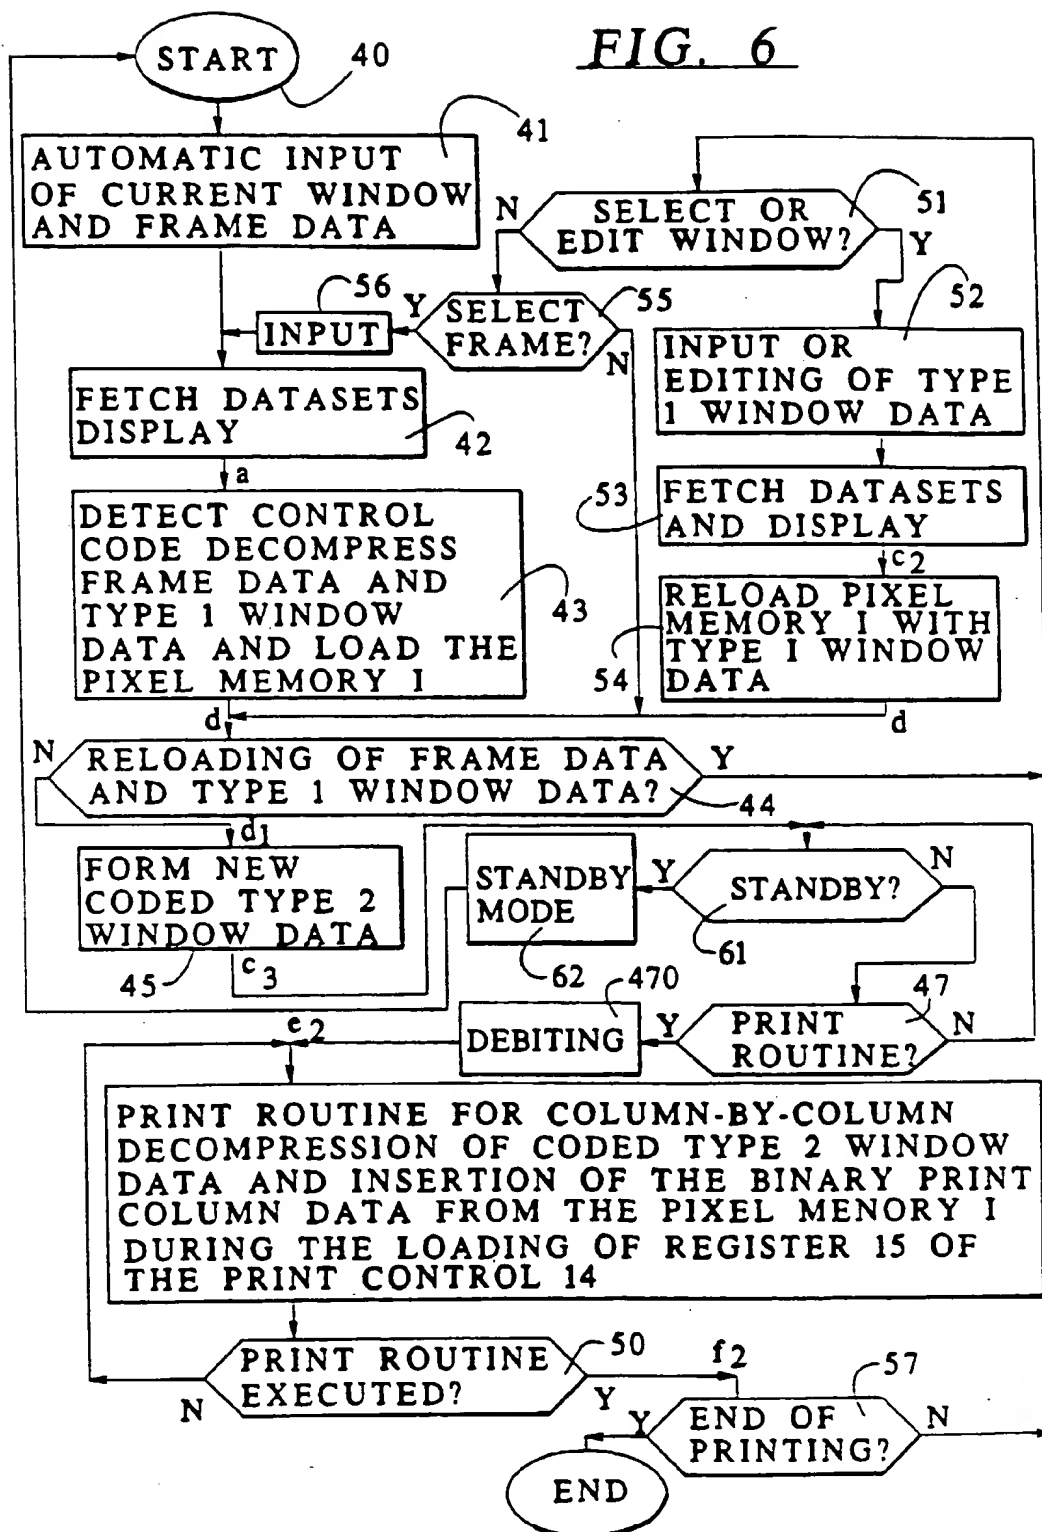 FIG. 6
START
40
41
AUTOMATIC INPUT
OF CURRENT WINDOW
AND FRAME DATA
N
SELECT OR
EDIT WINDOW?
51
Y
56
INPUT
Y
SELECT
FRAME?
55
N
52
INPUT OR
EDITING OF TYPE
1 WINDOW DATA
FETCH DATASETS
DISPLAY
42
a
53
FETCH DATASETS
AND DISPLAY
c2
DETECT CONTROL
CODE DECOMPRESS
FRAME DATA AND
TYPE 1 WINDOW
DATA AND LOAD THE
PIXEL MEMORY I
43
RELOAD PIXEL
MEMORY I WITH
TYPE I WINDOW
DATA
54
d
d
N
RELOADING OF FRAME DATA
AND TYPE 1 WINDOW DATA?
Y
44
d1
FORM NEW
CODED TYPE 2
WINDOW DATA
45
c3
STANDBY
MODE
62
Y
STANDBY?
N
61
470
DEBITING
Y
PRINT
ROUTINE?
47
N
e2
PRINT ROUTINE FOR COLUMN-BY-COLUMN
DECOMPRESSION OF CODED TYPE 2 WINDOW
DATA AND INSERTION OF THE BINARY PRINT
COLUMN DATA FROM THE PIXEL MENORY I
DURING THE LOADING OF REGISTER 15 OF
THE PRINT CONTROL 14
PRINT ROUTINE
EXECUTED?
50
N
Y
f2
57
Y
END OF
PRINTING?
N
END